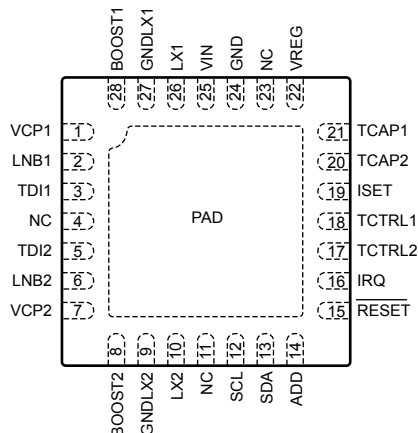 BOOST1
GNDLX1
LX1
VIN
GND
NC
VREG
28
27
26
25
24
23
22
VCP1 1
LNB1 2
TDI1 3
NC 4
TDI2 5
LNB2 6
VCP2 7
PAD
21 TCAP1
20 TCAP2
19 ISET
18 TCTRL1
17 TCTRL2
16 IRQ
15 RESET
8
9
10
11
12
13
14
BOOST2
GNDLX2
LX2
NC
SCL
SDA
ADD